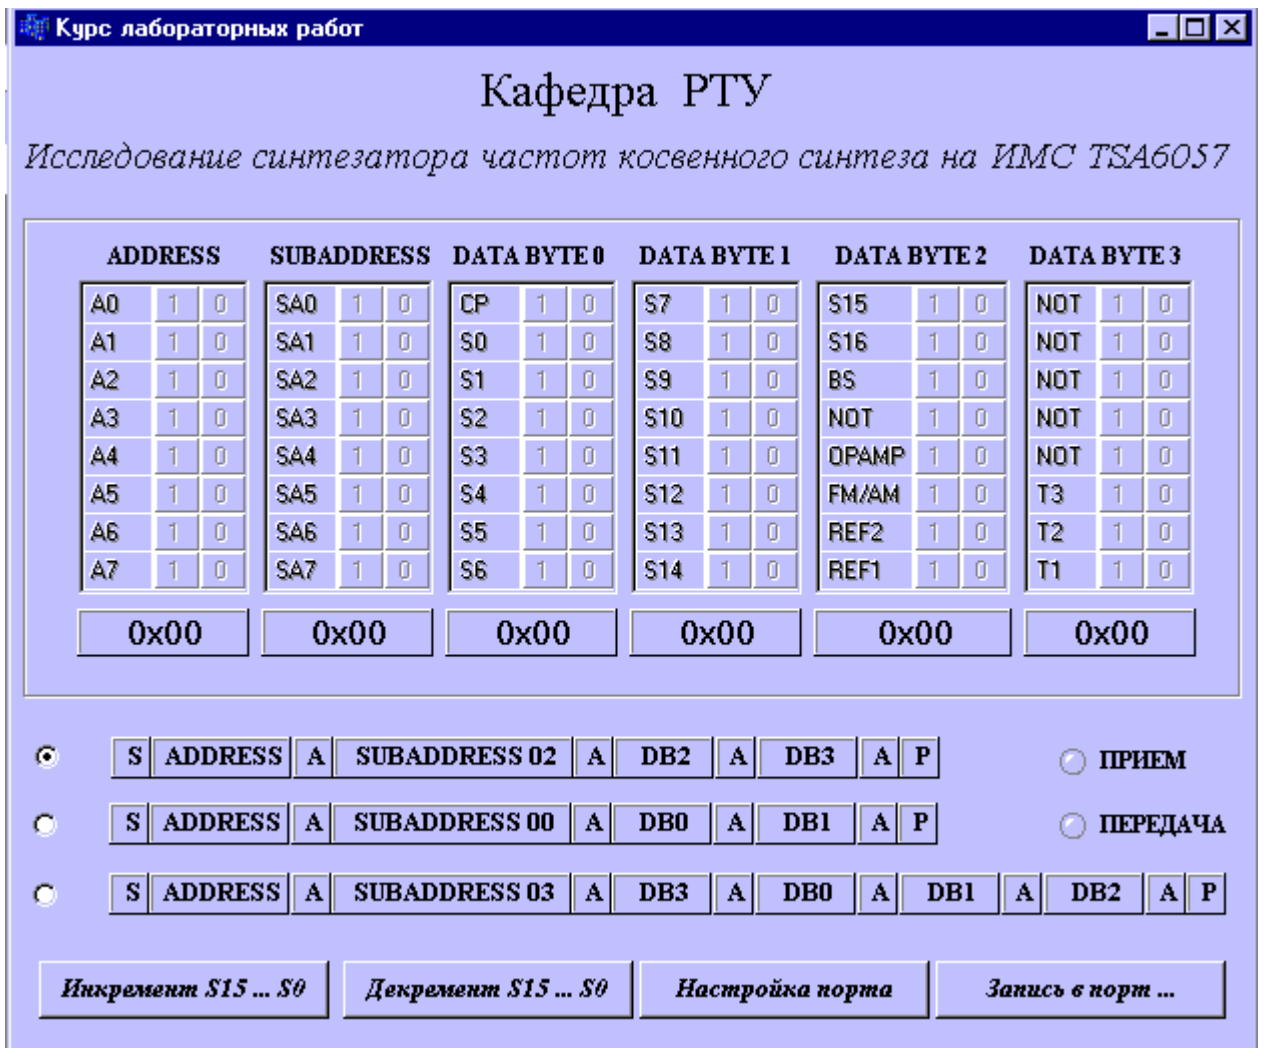 Курс лабораторных работ
Кафедра РТУ
Исследование синтезатора частот косвенного синтеза на ИМС TSA6057
ADDRESS SUBADDRESS DATA BYTE 0 DATA BYTE 1 DATA BYTE 2 DATA BYTE 3
A0 1 0 SA0 1 0 CP 1 0 S7 1 0 S15 1 0 NOT 1 0
A1 1 0 SA1 1 0 S0 1 0 S8 1 0 S16 1 0 NOT 1 0
A2 1 0 SA2 1 0 S1 1 0 S9 1 0 BS 1 0 NOT 1 0
A3 1 0 SA3 1 0 S2 1 0 S10 1 0 NOT 1 0 NOT 1 0
A4 1 0 SA4 1 0 S3 1 0 S11 1 0 OPAMP 1 0 NOT 1 0
A5 1 0 SA5 1 0 S4 1 0 S12 1 0 FM/AM 1 0 T3 1 0
A6 1 0 SA6 1 0 S5 1 0 S13 1 0 REF2 1 0 T2 1 0
A7 1 0 SA7 1 0 S6 1 0 S14 1 0 REF1 1 0 T1 1 0
0x00 0x00 0x00 0x00 0x00 0x00
S ADDRESS A SUBADDRESS 02 A DB2 A DB3 A P ПРИЕМ
S ADDRESS A SUBADDRESS 00 A DB0 A DB1 A P ПЕРЕДАЧА
S ADDRESS A SUBADDRESS 03 A DB3 A DB0 A DB1 A DB2 A P
Инкремент S15 ... S0 Декремент S15 ... S0 Настройка порта Запись в порт ...